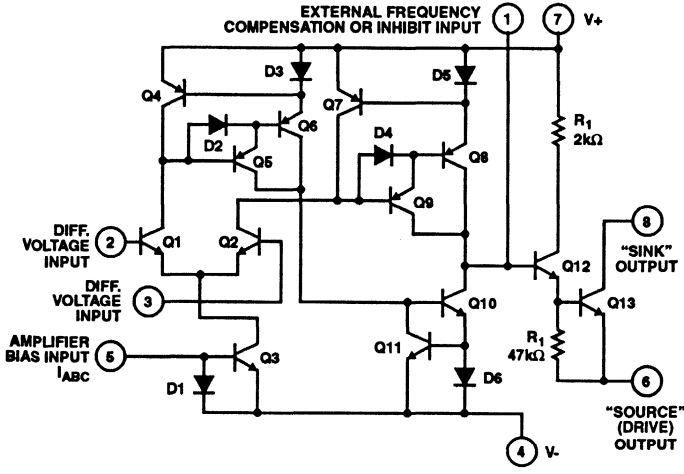 EXTERNAL FREQUENCY
COMPENSATION OR INHIBIT INPUT
1
7
V+
D3
D5
Q4
Q7
Q6
D2
Q5
D4
Q8
Q9
R1
2kΩ
8
"SINK"
OUTPUT
DIFF.
VOLTAGE
INPUT
2
Q1
Q2
Q12
Q13
DIFF.
VOLTAGE
INPUT
3
Q10
AMPLIFIER
BIAS INPUT
IABC
5
Q3
Q11
R1
47kΩ
D1
D6
6
"SOURCE"
(DRIVE)
OUTPUT
4
V-